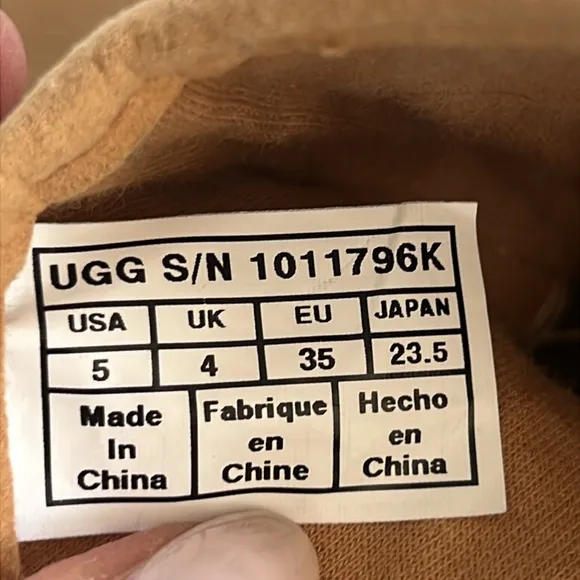 UGG S/N 1011796K
USA UK EU JAPAN
5 4 35 23.5
Made Fabrique Hecho
In en en
China Chine China